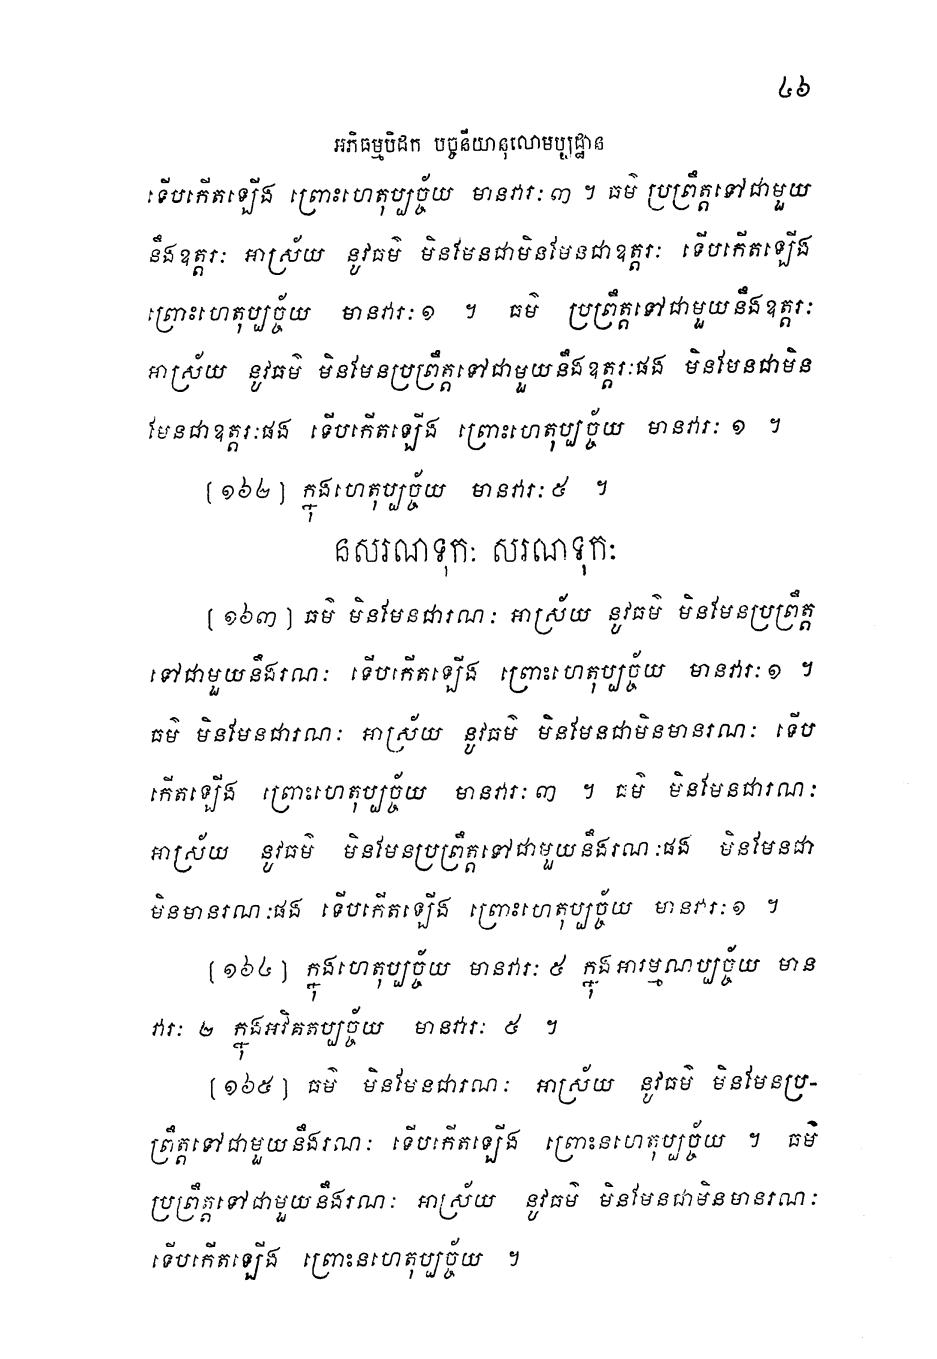 ៤៦
អភិធម្មបិដក បច្ចនីយានុលោមប្បដ្ឋាន
ទើបកើតឡើង ព្រោះហេតុប្បច្ច័យ មានវារៈ ៣ ។ ធម៌ ប្រព្រឹត្តទៅជាមួយ
នឹងឧត្តរៈ អាស្រ័យ នូវធម៌ មិនមែនជាមិនមែនជាឧត្តរៈ ទើបកើតឡើង
ព្រោះហេតុប្បច្ច័យ មានវារៈ ១ ។ ធម៌ ប្រព្រឹត្តទៅជាមួយនឹងឧត្តរៈ
អាស្រ័យ នូវធម៌ មិនមែនប្រព្រឹត្តទៅជាមួយនឹងឧត្តរៈផង មិនមែនជាមិន
មែនជាឧត្តរៈផង ទើបកើតឡើង ព្រោះហេតុប្បច្ច័យ មានវារៈ ១ ។
[១៦២] ក្នុងហេតុប្បច្ច័យ មានវារៈ ៥ ។
នសរណទុកៈ សរណទុកៈ
[១៦៣] ធម៌ មិនមែនជារណៈ អាស្រ័យ នូវធម៌ មិនមែនប្រព្រឹត្ត
ទៅជាមួយនឹងរណៈ ទើបកើតឡើង ព្រោះហេតុប្បច្ច័យ មានវារៈ ១ ។
ធម៌ មិនមែនជារណៈ អាស្រ័យ នូវធម៌ មិនមែនជាមិនមានរណៈ ទើប
កើតឡើង ព្រោះហេតុប្បច្ច័យ មានវារៈ ៣ ។ ធម៌ មិនមែនជារណៈ
អាស្រ័យ នូវធម៌ មិនមែនប្រព្រឹត្តទៅជាមួយនឹងរណៈផង មិនមែនជា
មិនមានរណៈផង ទើបកើតឡើង ព្រោះហេតុប្បច្ច័យ មានវារៈ ១ ។
[១៦៤] ក្នុងហេតុប្បច្ច័យ មានវារៈ ៥ ក្នុងអារម្មណប្បច្ច័យ មាន
វារៈ ២ ក្នុងអវិគតប្បច្ច័យ មានវារៈ ៥ ។
[១៦៥] ធម៌ មិនមែនជារណៈ អាស្រ័យ នូវធម៌ មិនមែនប្រ-
ព្រឹត្តទៅជាមួយនឹងរណៈ ទើបកើតឡើង ព្រោះនហេតុប្បច្ច័យ ។ ធម៌
ប្រព្រឹត្តទៅជាមួយនឹងរណៈ អាស្រ័យ នូវធម៌ មិនមែនជាមិនមានរណៈ
ទើបកើតឡើង ព្រោះនហេតុប្បច្ច័យ ។